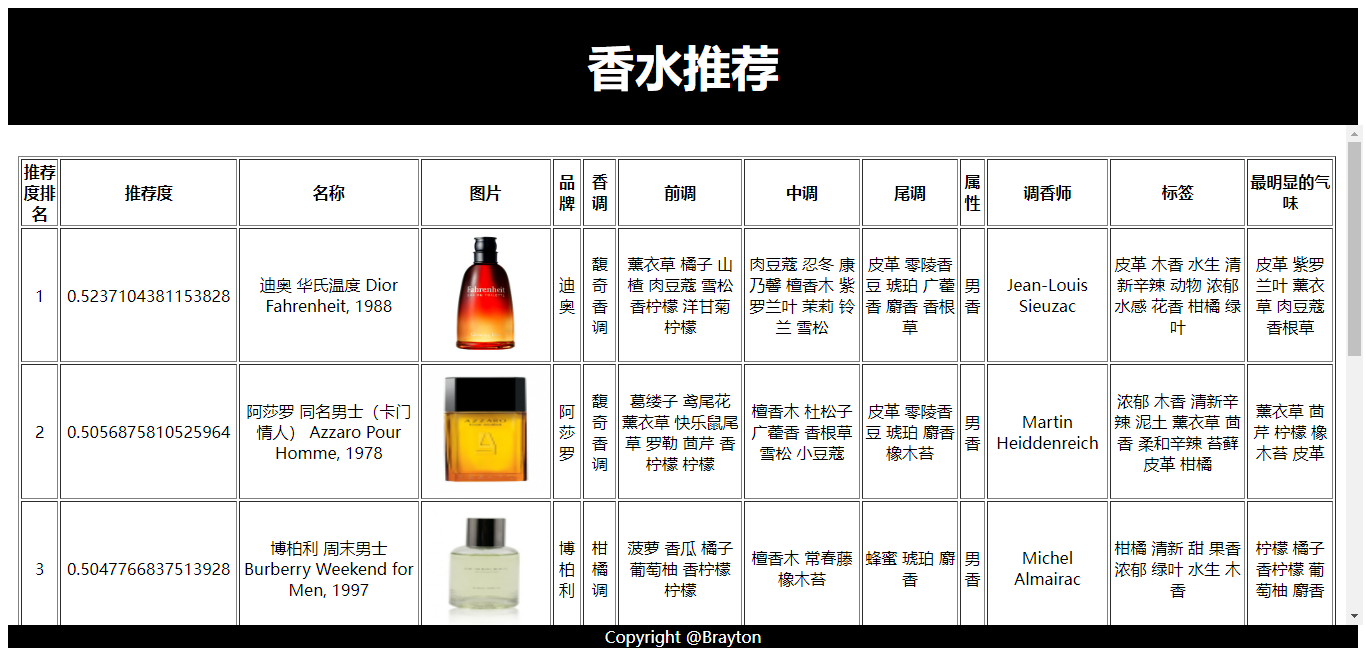 香水推荐
推荐
度排
名
推荐度
名称
图片
品
牌
香
调
前调
中调
尾调
属
性
调香师
标签
最明显的气
味
1
0.5237104381153828
迪奥 华氏温度 Dior
Fahrenheit, 1988
Fahrenheit
迪
奥
馥
奇
香
调
薰衣草 橘子 山
楂 肉豆蔻 雪松
香柠檬 洋甘菊
柠檬
肉豆蔻 忍冬 康
乃馨 檀香木 紫
罗兰叶 茉莉 铃
兰 雪松
皮革 零陵香
豆 琥珀 广藿
香 麝香 香根
草
男
香
Jean-Louis
Sieuzac
皮革 木香 水生 清
新辛辣 动物 浓郁
水感 花香 柑橘 绿
叶
皮革 紫罗
兰叶 薰衣
草 肉豆蔻
香根草
2
0.5056875810525964
阿莎罗 同名男士（卡门
情人） Azzaro Pour
Homme, 1978
AZZARO
阿
莎
罗
馥
奇
香
调
葛缕子 鸢尾花
薰衣草 快乐鼠尾
草 罗勒 茴芹 香
柠檬 柠檬
檀香木 杜松子
广藿香 香根草
雪松 小豆蔻
皮革 零陵香
豆 琥珀 麝香
橡木苔
男
香
Martin
Heiddenreich
浓郁 木香 清新辛
辣 泥土 薰衣草 茴
香 柔和辛辣 苔藓
皮革 柑橘
薰衣草 茴
芹 柠檬 橡
木苔 皮革
3
0.5047766837513928
博柏利 周末男士
Burberry Weekend for
Men, 1997
博
柏
利
柑
橘
调
菠萝 香瓜 橘子
葡萄柚 香柠檬
柠檬
檀香木 常春藤
橡木苔
蜂蜜 琥珀 麝
香
男
香
Michel
Almairac
柑橘 清新 甜 果香
浓郁 绿叶 水生 木
香
柠檬 橘子
香柠檬 葡
萄柚 麝香
Copyright @Brayton